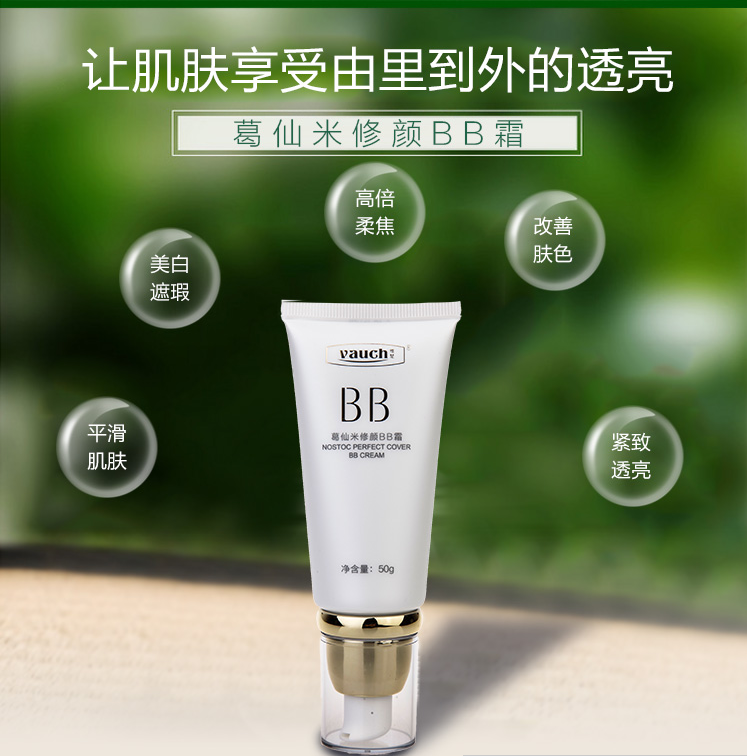 让肌肤享受由里到外的透亮
葛仙米修颜BB霜
高倍
柔焦
改善
肤色
美白
遮瑕
平滑
肌肤
紧致
透亮
vauch
BB
葛仙米修颜BB霜
NOSTOC PERFECT COVER
BB CREAM
净含量：50g